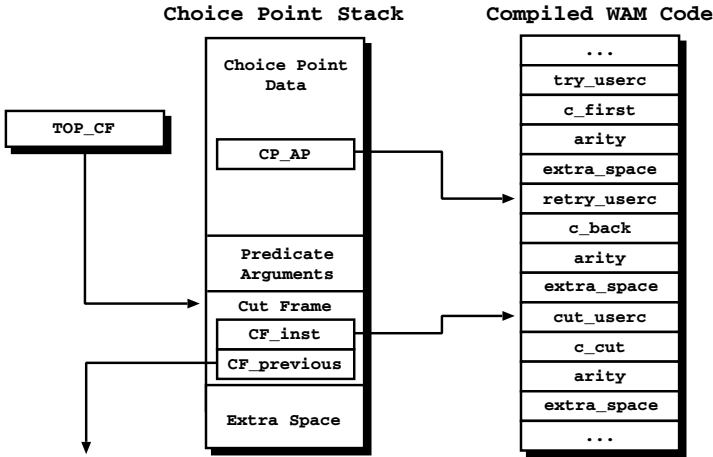 Choice Point Stack
Compiled WAM Code
TOP_CF
Choice Point
Data
CP_AP
Predicate
Arguments
Cut Frame
CF_inst
CF_previous
Extra Space
...
try_userc
c_first
arity
extra_space
retry_userc
c_back
arity
extra_space
cut_userc
c_cut
arity
extra_space
...